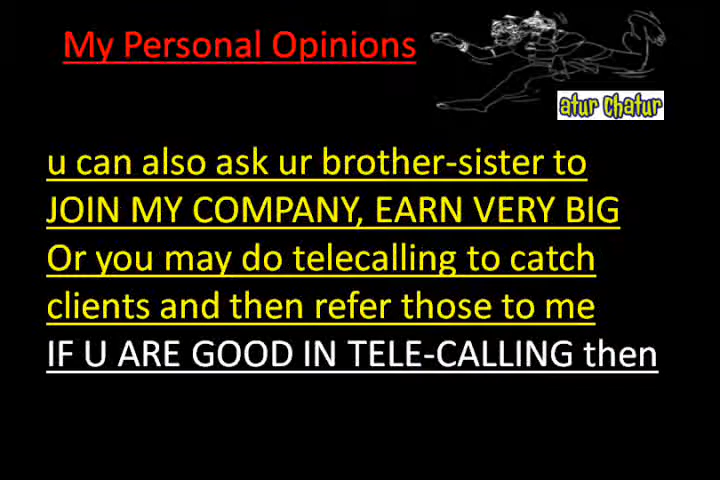 My Personal Opinions
atur chatur
u can also ask ur brother-sister to
JOIN MY COMPANY, EARN VERY BIG
Or you may do telecalling to catch
clients and then refer those to me
IF U ARE GOOD IN TELE-CALLING then